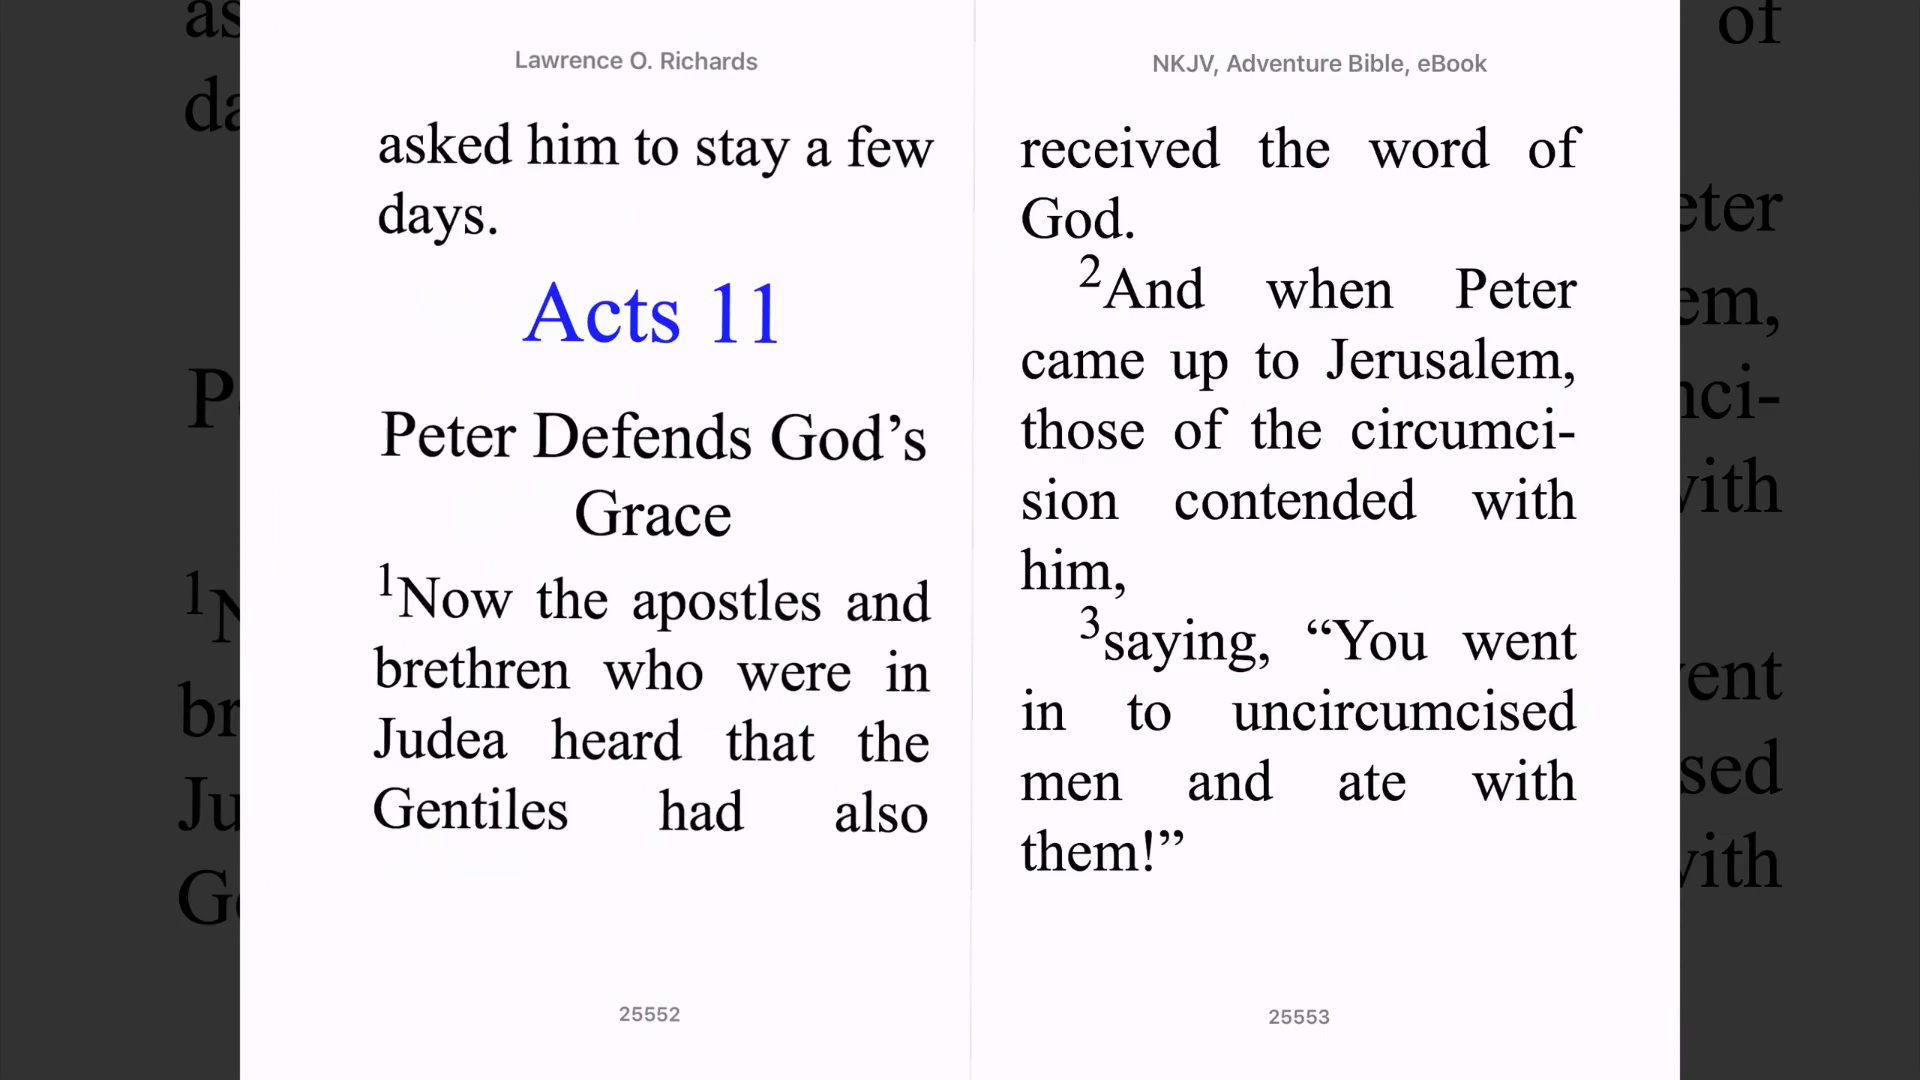 Lawrence O. Richards
asked him to stay a few
days.
Acts 11
Peter Defends God’s
Grace
¹Now the apostles and
brethren who were in
Judea heard that the
Gentiles had also
25552
NKJV, Adventure Bible, eBook
received the word of
God.
²And when Peter
came up to Jerusalem,
those of the circumci-
sion contended with
him,
³saying, “You went
in to uncircumcised
men and ate with
them!”
25553